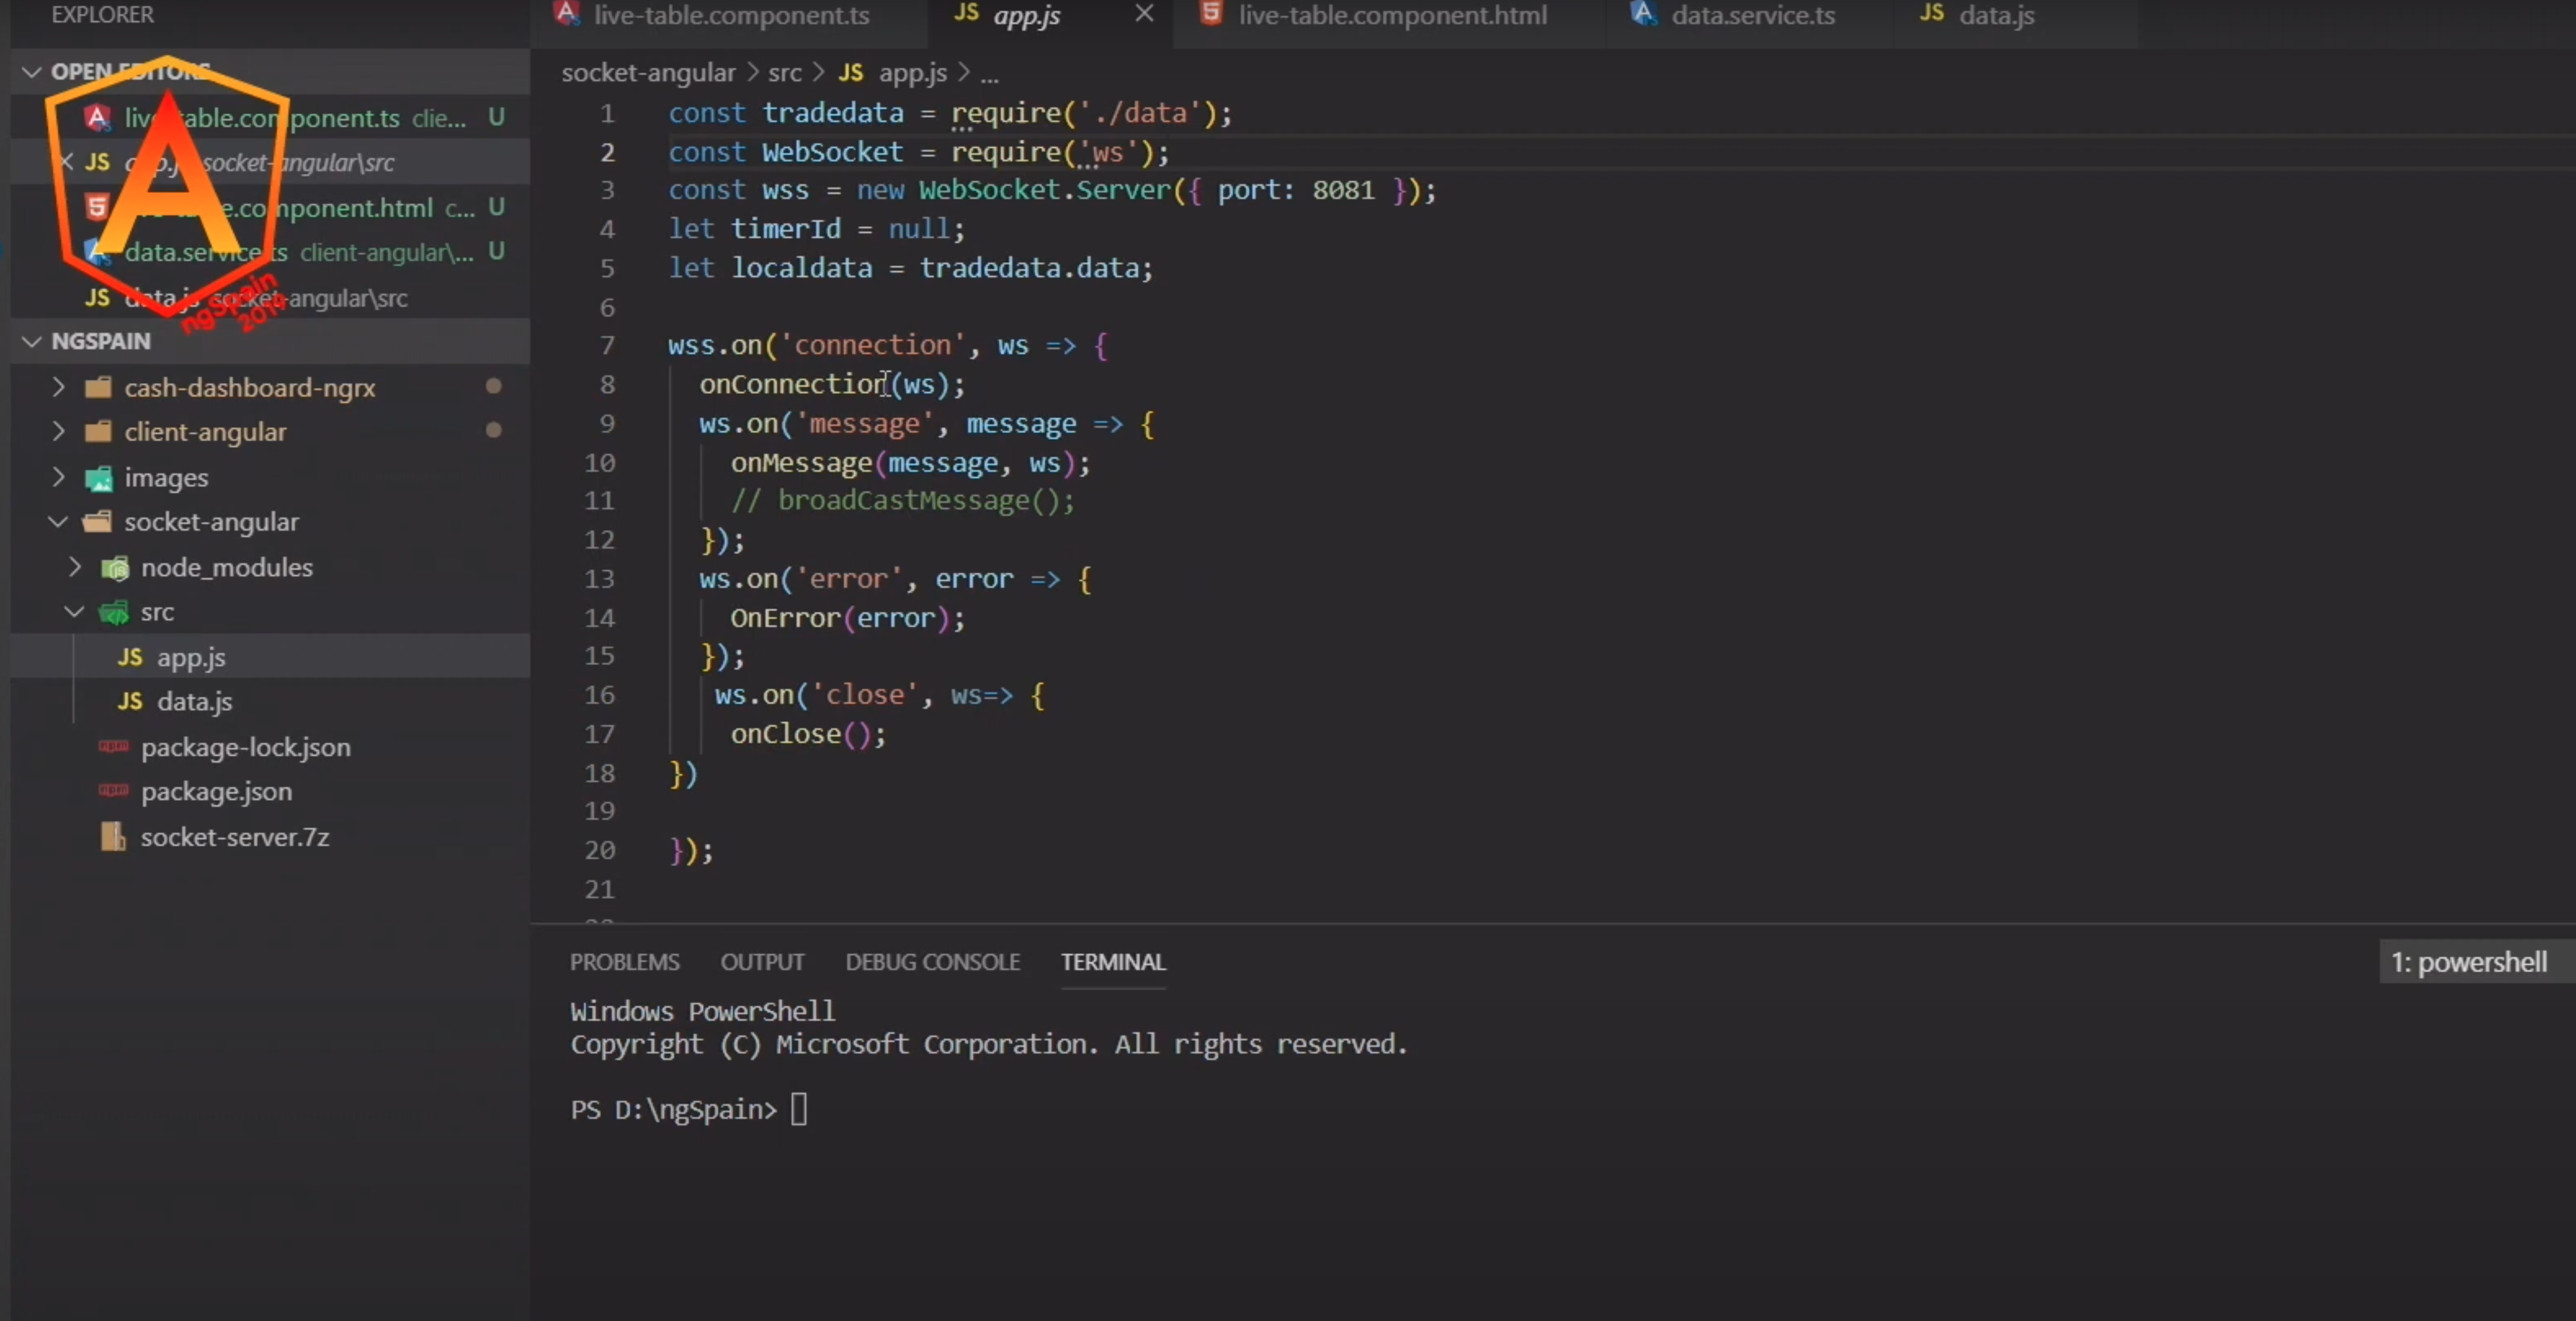 EXPLORER
OPEN EDITORS
live-table.component.ts clie... U
JS app.js socket-angular\src
live-table.component.html c... U
data.service.ts client-angular\... U
JS data.js socket-angular\src
ngSpain
2019
NGSPAIN
cash-dashboard-ngrx
client-angular
images
socket-angular
node_modules
src
JS app.js
JS data.js
package-lock.json
package.json
socket-server.7z
live-table.component.ts
JS app.js
live-table.component.html
data.service.ts
JS data.js
socket-angular > src > JS app.js > ...
1 const tradedata = require('./data');
2 const WebSocket = require('ws');
3 const wss = new WebSocket.Server({ port: 8081 });
4 let timerId = null;
5 let localdata = tradedata.data;
6
7 wss.on('connection', ws => {
8 onConnection(ws);
9 ws.on('message', message => {
10 onMessage(message, ws);
11 // broadCastMessage();
12 });
13 ws.on('error', error => {
14 OnError(error);
15 });
16 ws.on('close', ws=> {
17 onClose();
18 })
19
20 });
21
PROBLEMS OUTPUT DEBUG CONSOLE TERMINAL 1: powershell
Windows PowerShell
Copyright (C) Microsoft Corporation. All rights reserved.
PS D:\ngSpain>